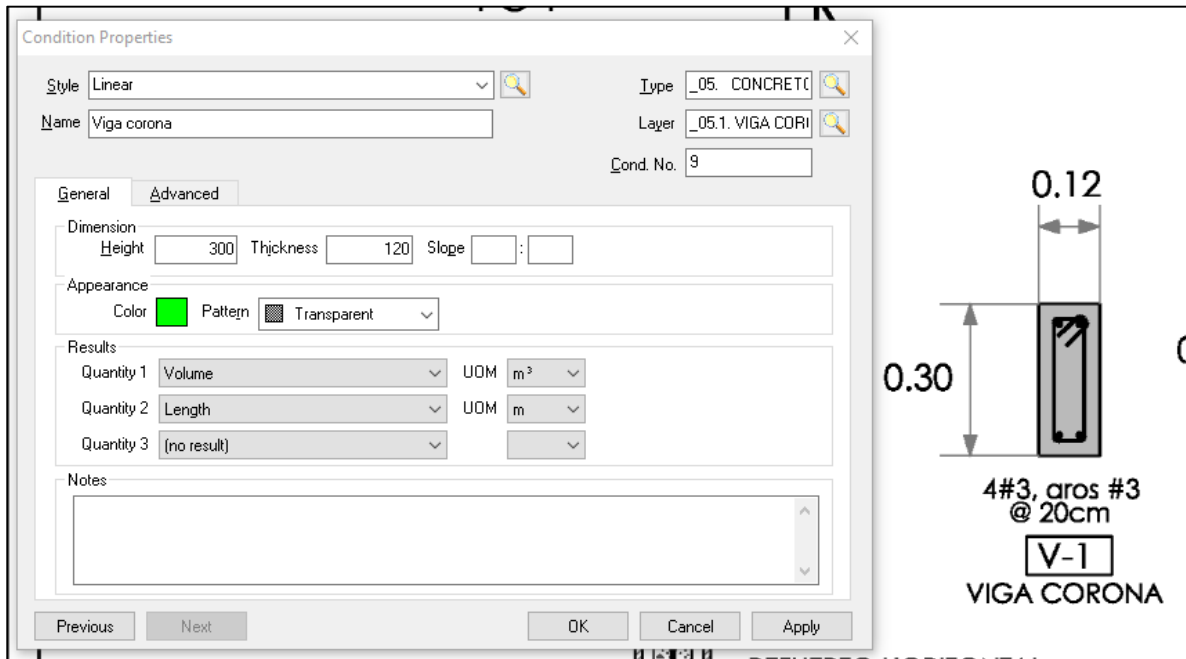 Condition Properties
Style Linear
Type _05. CONCRETO
Name Viga corona
Layer _05.1. VIGA COR
Cond. No. 9
General Advanced
Dimension
Height 300 Thickness 120 Slope :
Appearance
Color Pattern Transparent
Results
Quantity 1 Volume UOM m³
Quantity 2 Length UOM m
Quantity 3 (no result)
Notes
Previous Next OK Cancel Apply
0.12
0.30
4#3, aros #3
@ 20cm
V-1
VIGA CORONA